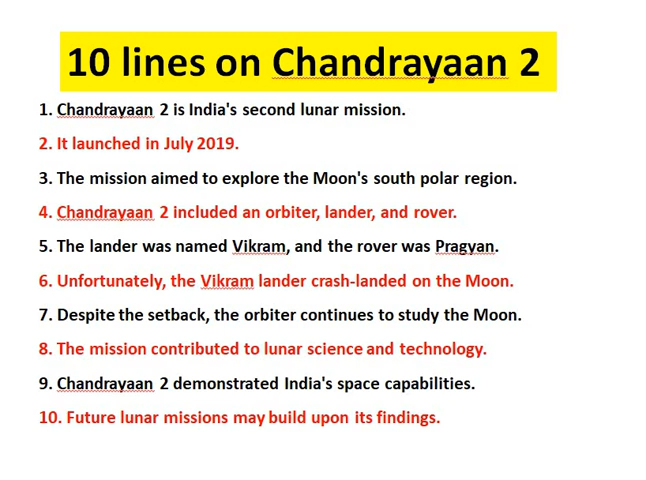 10 lines on Chandrayaan 2
1. Chandrayaan 2 is India's second lunar mission.
2. It launched in July 2019.
3. The mission aimed to explore the Moon's south polar region.
4. Chandrayaan 2 included an orbiter, lander, and rover.
5. The lander was named Vikram, and the rover was Pragyan.
6. Unfortunately, the Vikram lander crash-landed on the Moon.
7. Despite the setback, the orbiter continues to study the Moon.
8. The mission contributed to lunar science and technology.
9. Chandrayaan 2 demonstrated India's space capabilities.
10. Future lunar missions may build upon its findings.